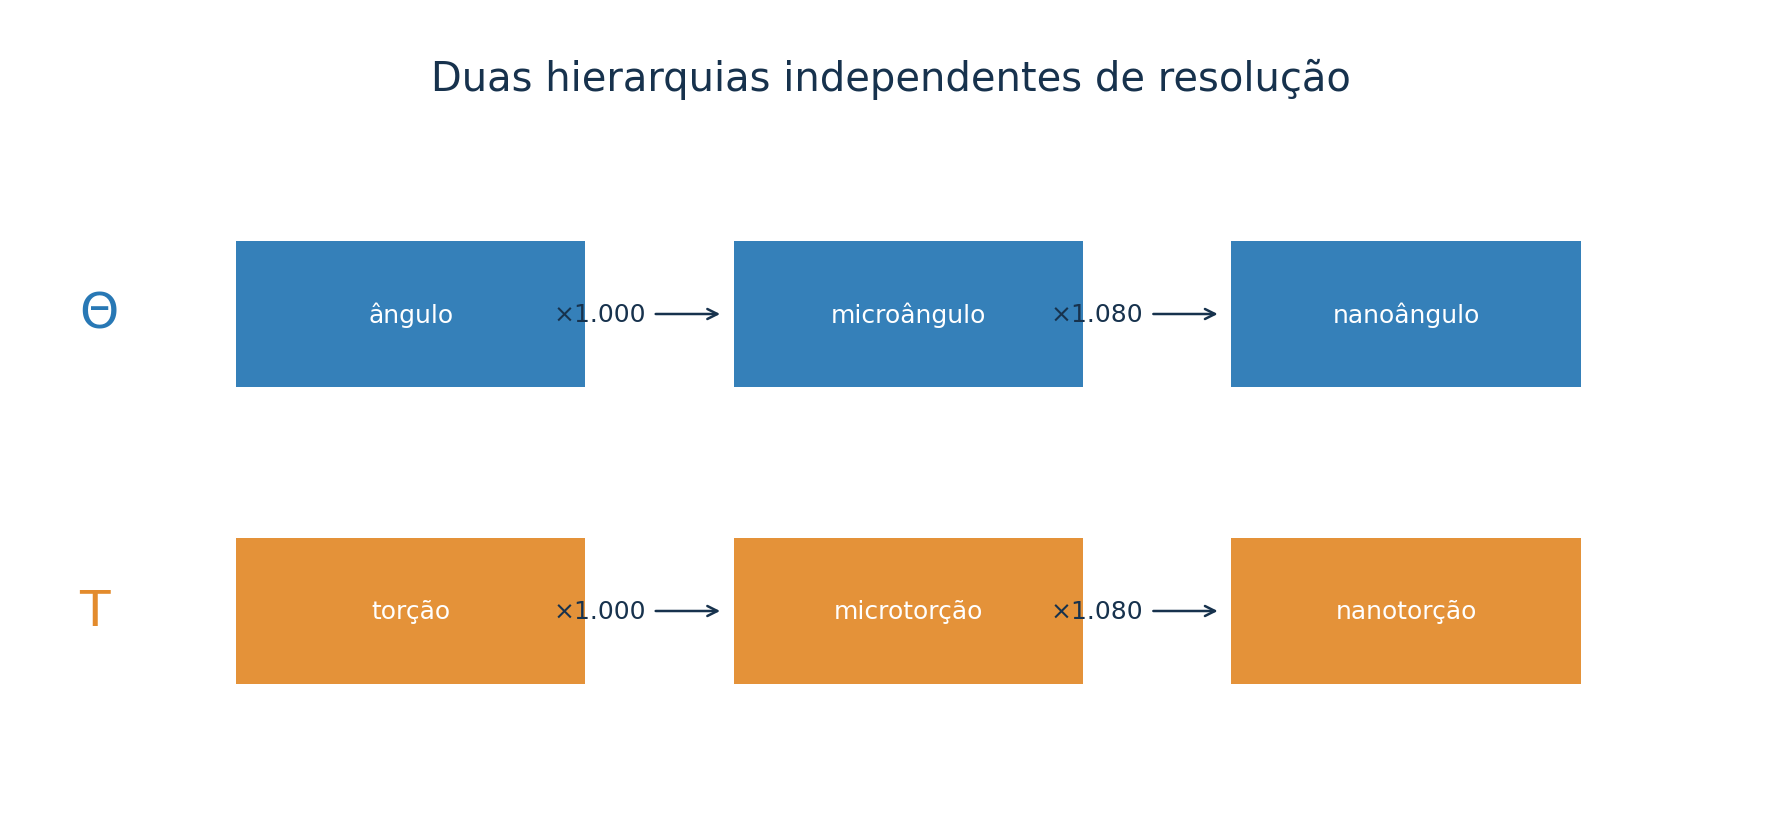 Duas hierarquias independentes de resolução
Θ ângulo ×1.000 microângulo ×1.080 nanoângulo
T torção ×1.000 microtorção ×1.080 nanotorção